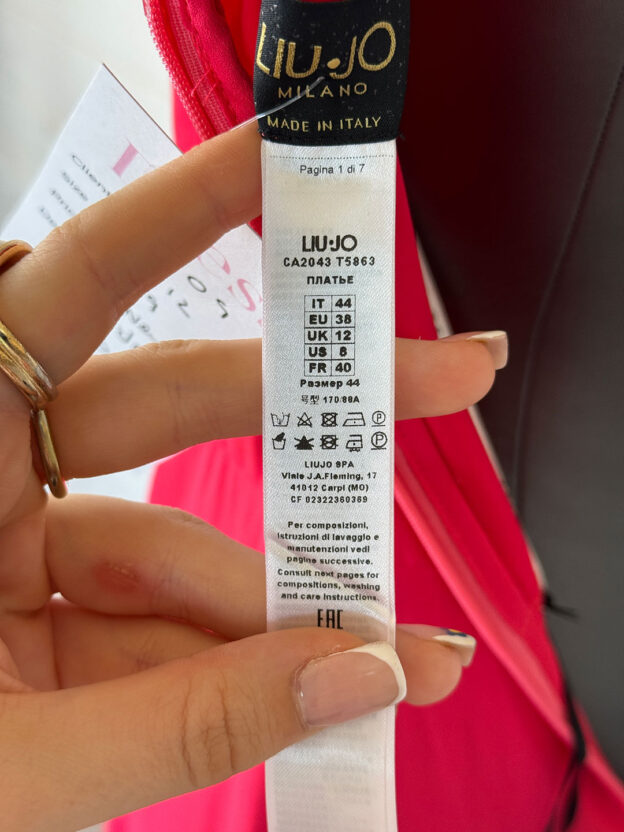 LIU·JO
MILANO
MADE IN ITALY
Pagina 1 di 7
LIU·JO
CA2043 T5863
ПЛАТЬЕ
IT 44
EU 38
UK 12
US 8
FR 40
Размер 44
号型 170/88A
LIUJO SPA
Viale J.A.Fleming, 17
41012 Carpi (MO)
CF 02322360369
Per composizioni,
istruzioni di lavaggio e
manutenzioni vedi
pagine successive.
Consult next pages for
compositions, washing
and care instructions.
EAC
Client
Size